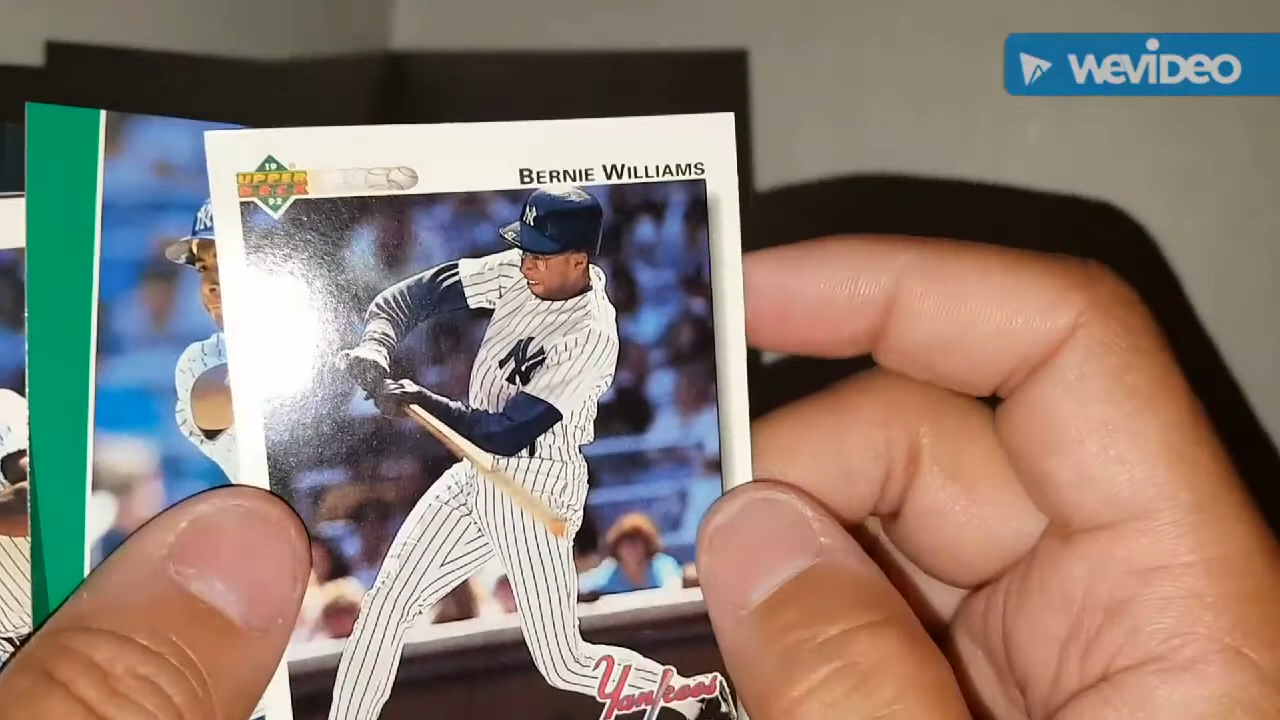 WEVIDEO
BERNIE WILLIAMS
19
UPPER
DECK
92
NY
NY
Yankees